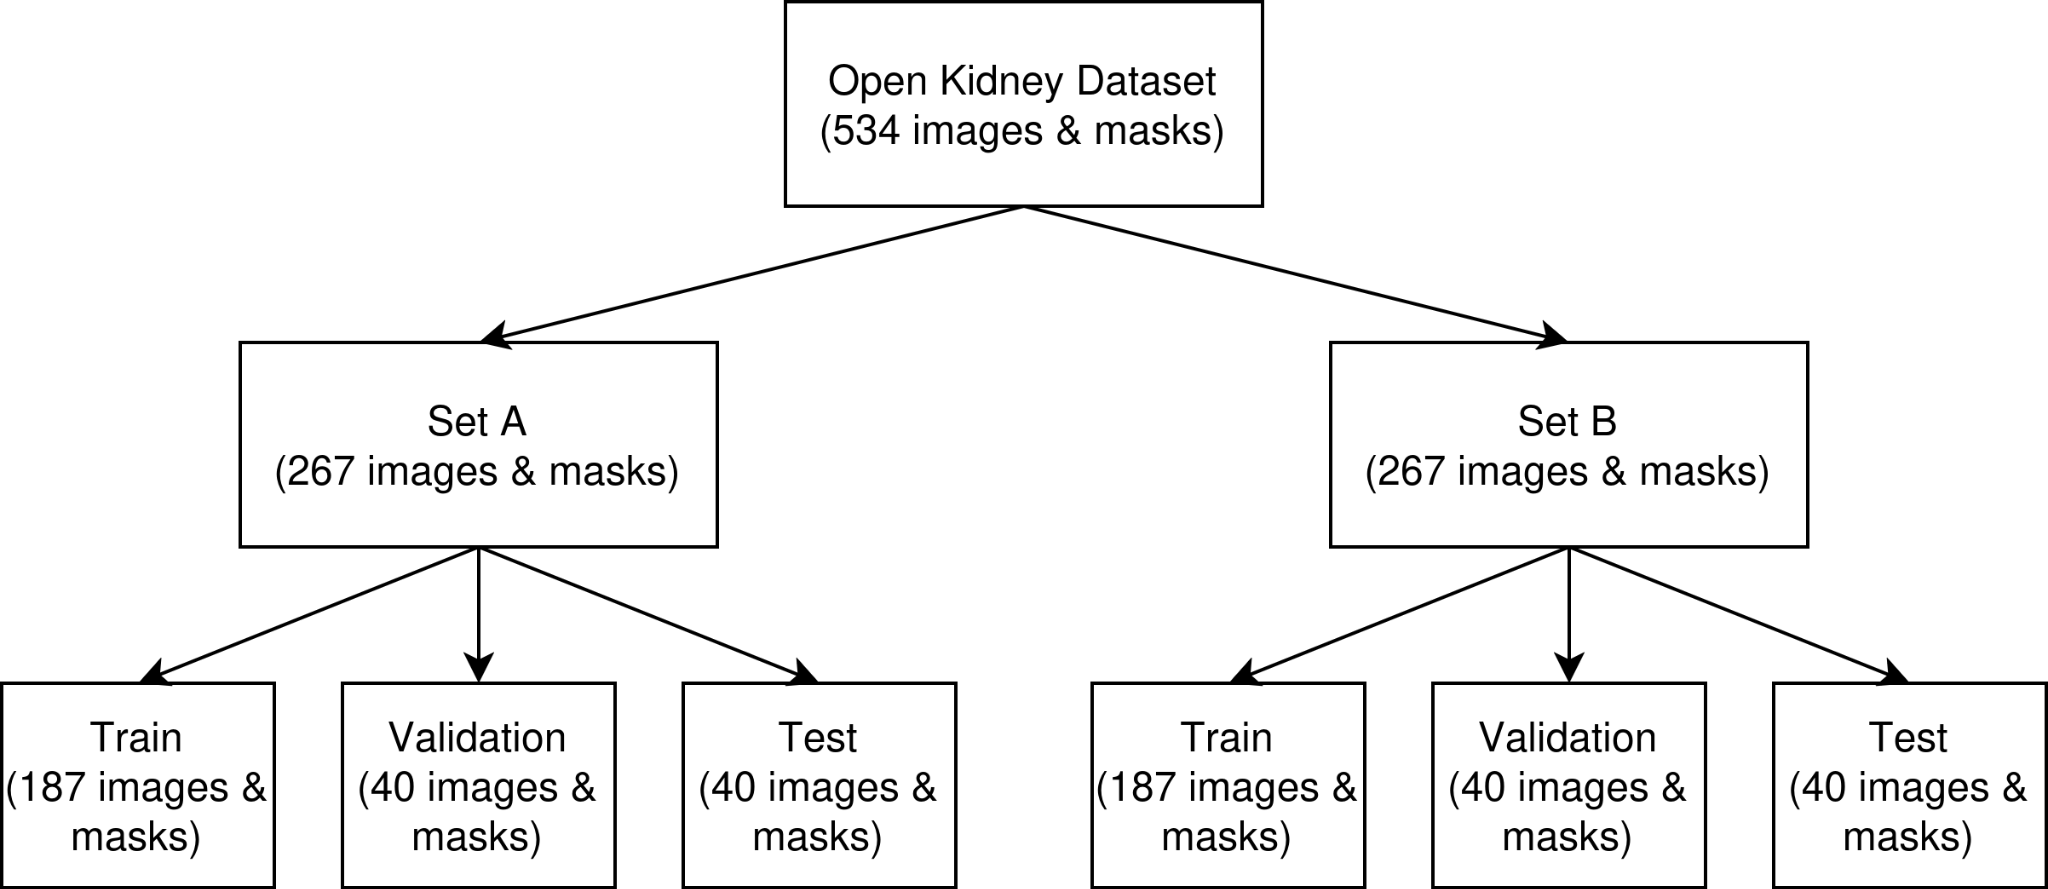 Open Kidney Dataset
(534 images & masks)
Set A
(267 images & masks)
Set B
(267 images & masks)
Train
(187 images &
masks)
Validation
(40 images &
masks)
Test
(40 images &
masks)
Train
(187 images &
masks)
Validation
(40 images &
masks)
Test
(40 images &
masks)